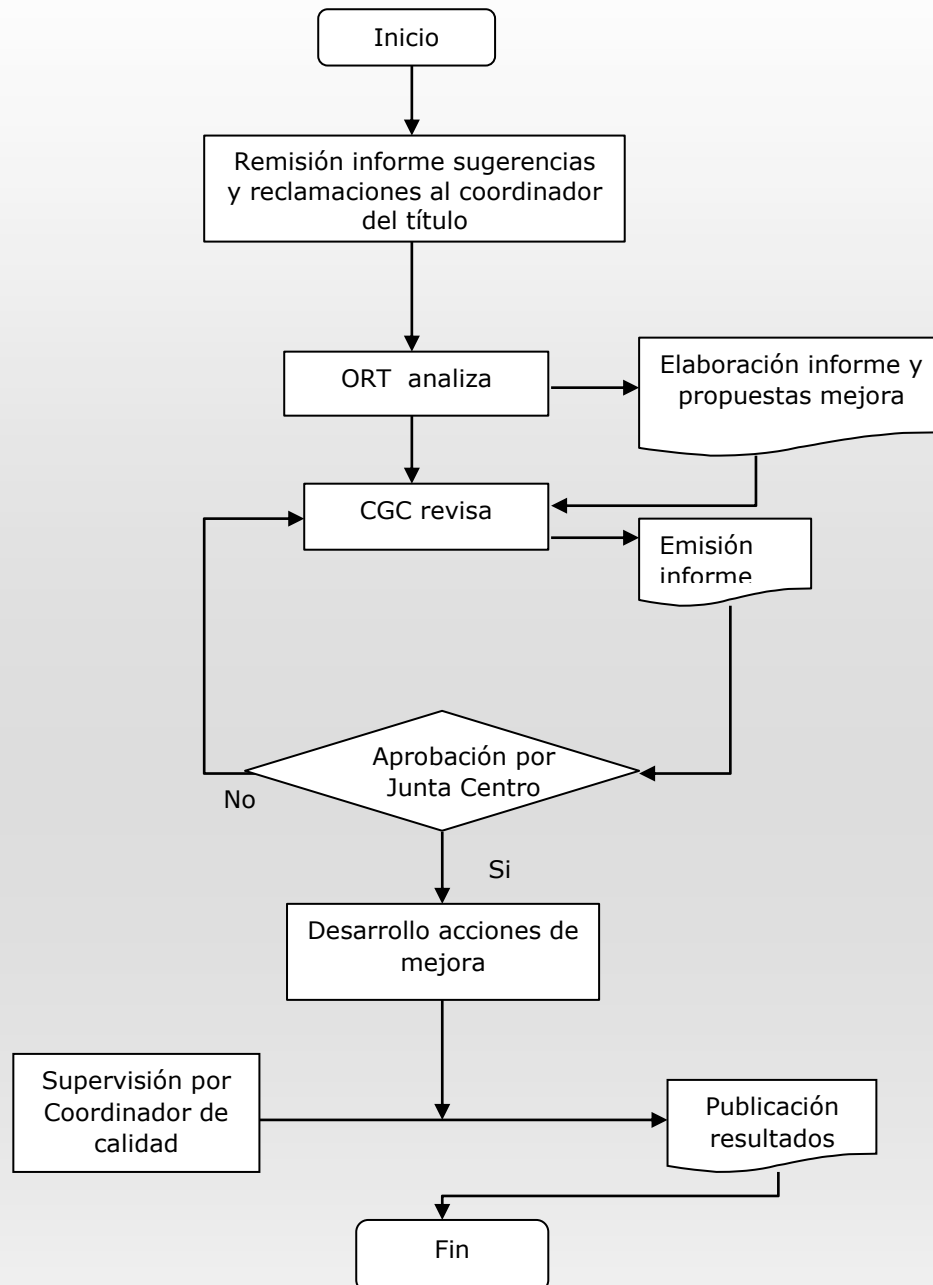 Inicio
Remisión informe sugerencias
y reclamaciones al coordinador
del título
ORT analiza
Elaboración informe y
propuestas mejora
CGC revisa
Emisión
informe
Aprobación por
Junta Centro
No
Si
Desarrollo acciones de
mejora
Supervisión por
Coordinador de
calidad
Publicación
resultados
Fin